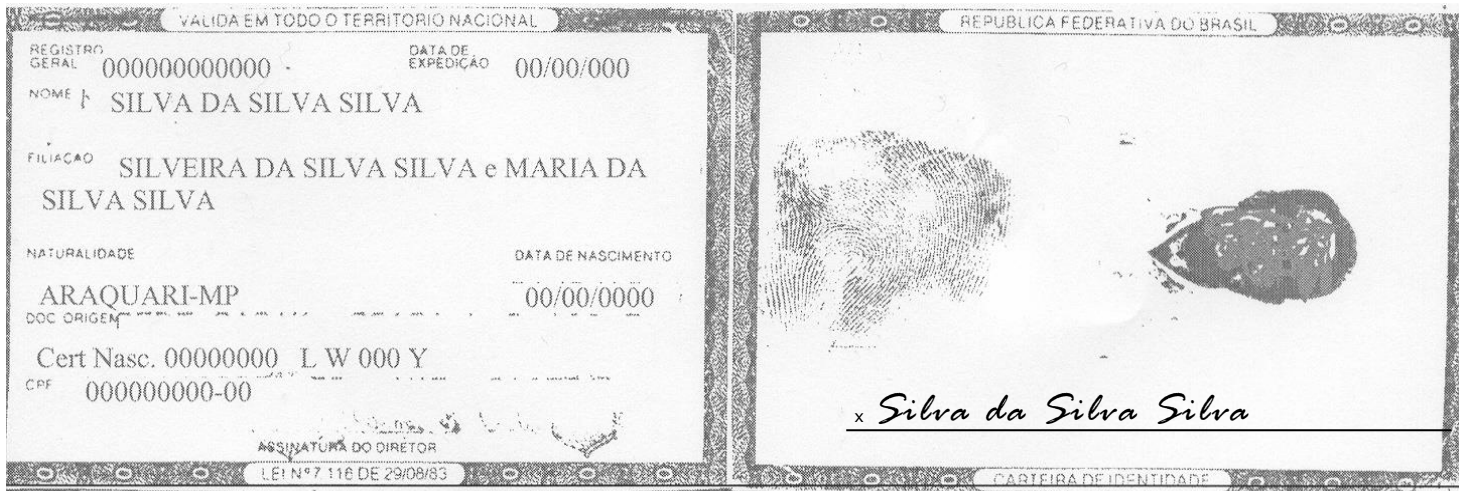 VALIDA EM TODO O TERRITORIO NACIONAL
REGISTRO GERAL 000000000000 DATA DE EXPEDIÇÃO 00/00/000
NOME SILVA DA SILVA SILVA
FILIAÇAO SILVEIRA DA SILVA SILVA e MARIA DA
SILVA SILVA
NATURALIDADE DATA DE NASCIMENTO
ARAQUARI-MP 00/00/0000
DOC ORIGEM
Cert Nasc. 00000000 L W 000 Y
CPF 000000000-00
ASSINATURA DO DIRETOR
LEI Nº 7 116 DE 29/08/83
REPUBLICA FEDERATIVA DO BRASIL
x Silva da Silva Silva
CARTEIRA DE IDENTIDADE